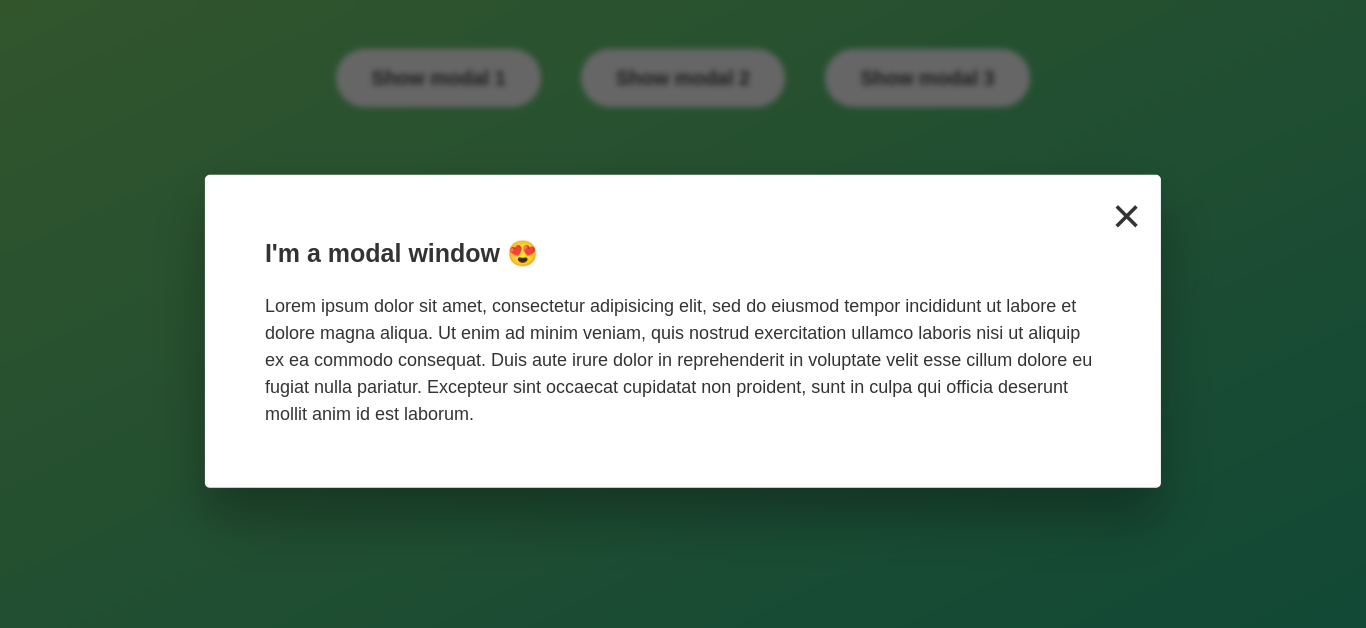 Show modal 1 Show modal 2 Show modal 3
×
I'm a modal window 😍
Lorem ipsum dolor sit amet, consectetur adipisicing elit, sed do eiusmod tempor incididunt ut labore et
dolore magna aliqua. Ut enim ad minim veniam, quis nostrud exercitation ullamco laboris nisi ut aliquip
ex ea commodo consequat. Duis aute irure dolor in reprehenderit in voluptate velit esse cillum dolore eu
fugiat nulla pariatur. Excepteur sint occaecat cupidatat non proident, sunt in culpa qui officia deserunt
mollit anim id est laborum.